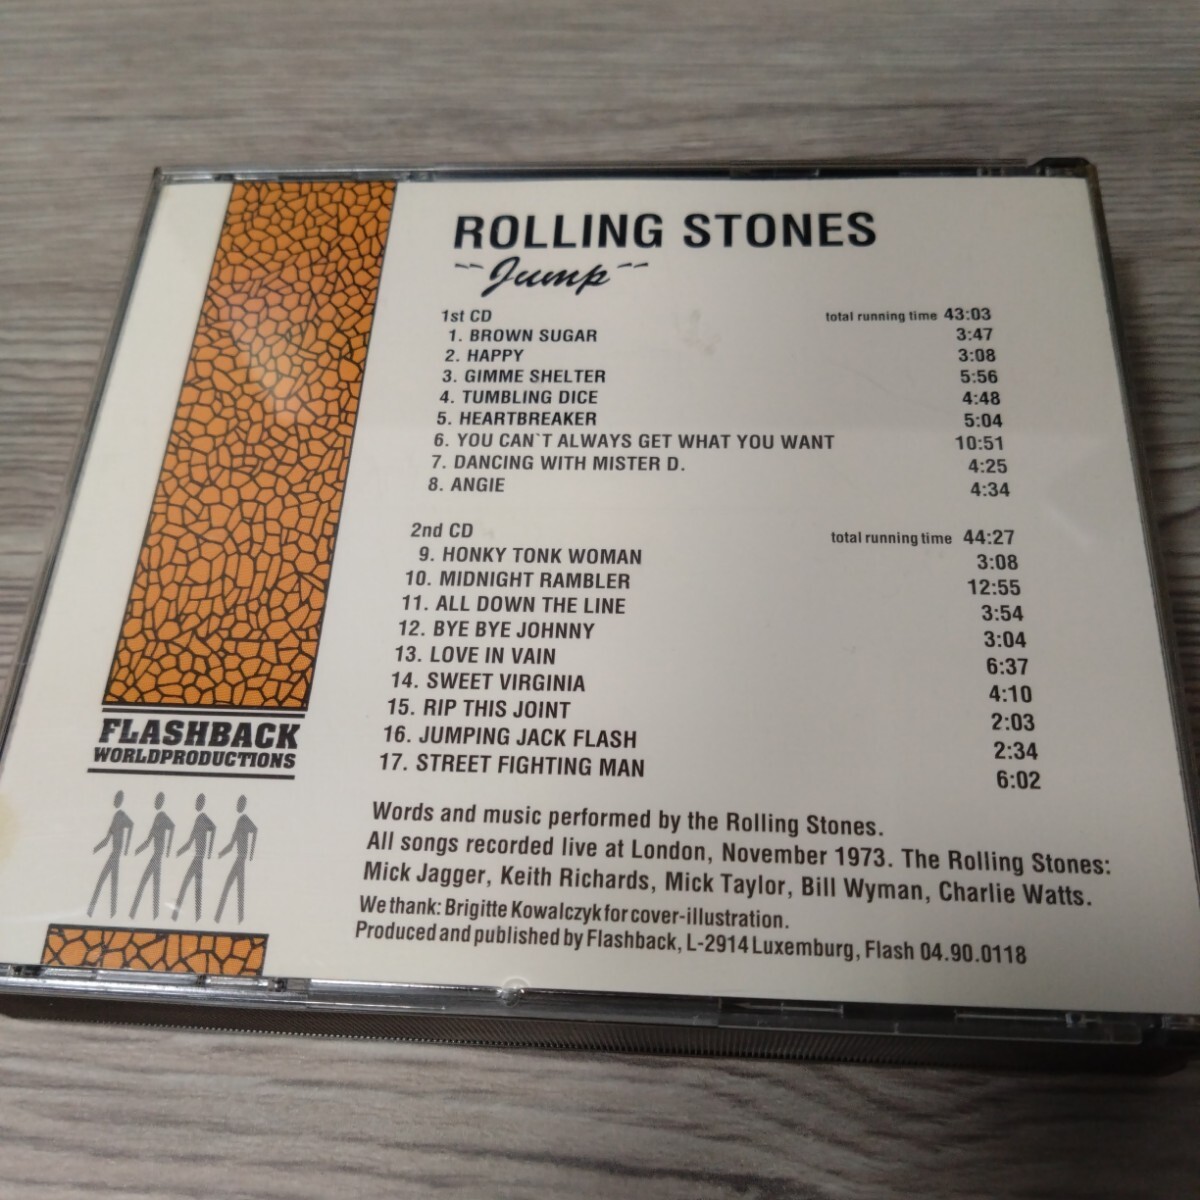 ROLLING STONES
"Jump"
1st CD total running time 43:03
1. BROWN SUGAR 3:47
2. HAPPY 3:08
3. GIMME SHELTER 5:56
4. TUMBLING DICE 4:48
5. HEARTBREAKER 5:04
6. YOU CAN`T ALWAYS GET WHAT YOU WANT 10:51
7. DANCING WITH MISTER D. 4:25
8. ANGIE 4:34
2nd CD total running time 44:27
9. HONKY TONK WOMAN 3:08
10. MIDNIGHT RAMBLER 12:55
11. ALL DOWN THE LINE 3:54
12. BYE BYE JOHNNY 3:04
13. LOVE IN VAIN 6:37
14. SWEET VIRGINIA 4:10
15. RIP THIS JOINT 2:03
16. JUMPING JACK FLASH 2:34
17. STREET FIGHTING MAN 6:02
Words and music performed by the Rolling Stones.
All songs recorded live at London, November 1973. The Rolling Stones:
Mick Jagger, Keith Richards, Mick Taylor, Bill Wyman, Charlie Watts.
We thank: Brigitte Kowalczyk for cover-illustration.
Produced and published by Flashback, L-2914 Luxemburg, Flash 04.90.0118
FLASHBACK
WORLDPRODUCTIONS